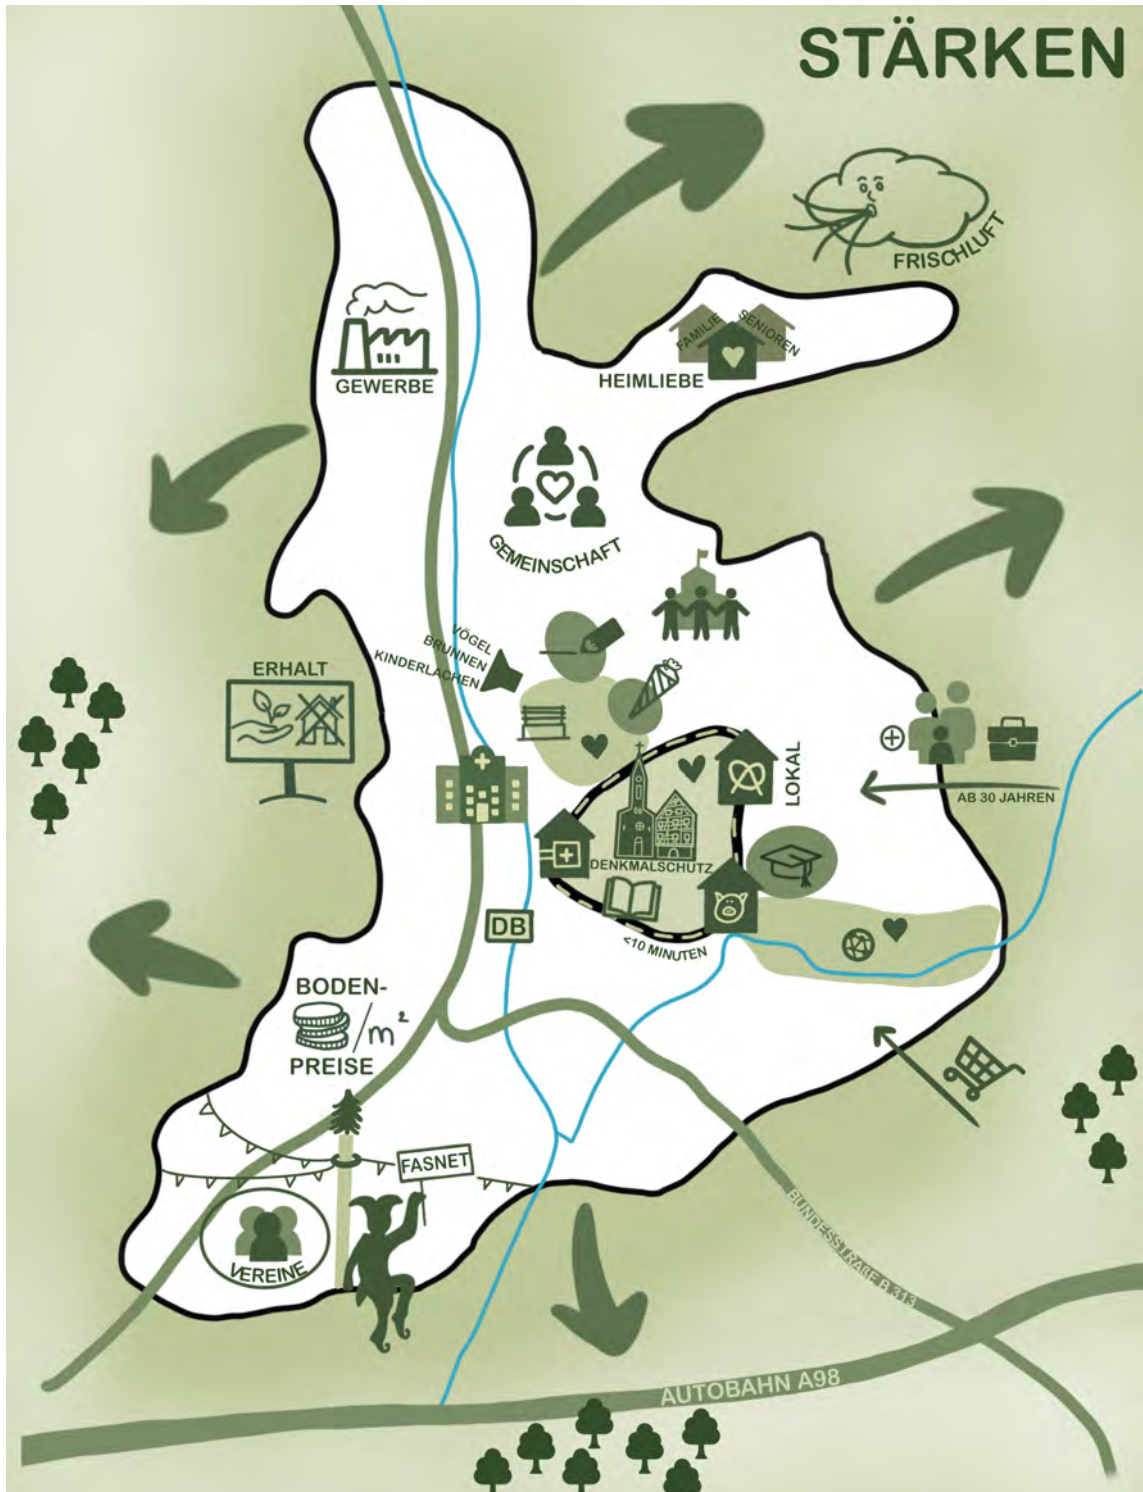 STÄRKEN
FRISCHLUFT
FAMILIE
SENIOREN
HEIMLIEBE
GEWERBE
GEMEINSCHAFT
VÖGEL
BRUNNEN
KINDERLACHEN
ERHALT
LOKAL
AB 30 JAHREN
DENKMALSCHUTZ
DB
<10 MINUTEN
BODEN-
/m²
PREISE
FASNET
VEREINE
BUNDESSTRAßE B 313
AUTOBAHN A98